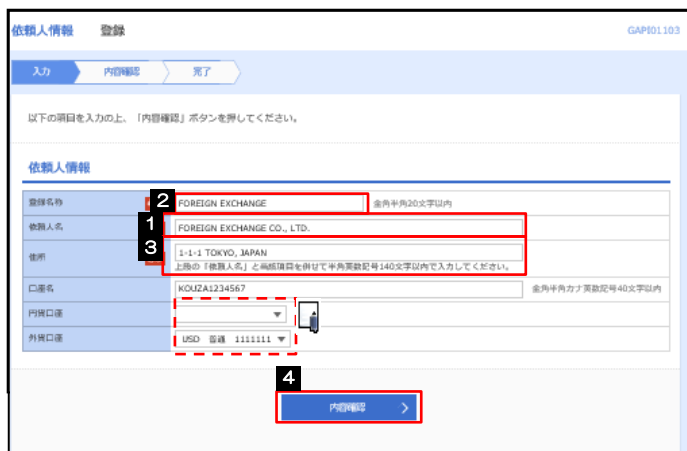 依頼人情報 登録
GAPI01103
入力 内容確認 完了
以下の項目を入力の上、「内容確認」ボタンを押してください。
依頼人情報
登録名称 2 FOREIGN EXCHANGE 全角半角20文字以内
依頼人名 1 FOREIGN EXCHANGE CO., LTD.
住所 3 1-1-1 TOKYO, JAPAN
上段の「依頼人名」と当該項目を併せて半角英数記号140文字以内で入力してください。
口座名 KOUZA1234567 全角半角カナ英数記号40文字以内
円貨口座
外貨口座 USD 普通 1111111
4
内容確認